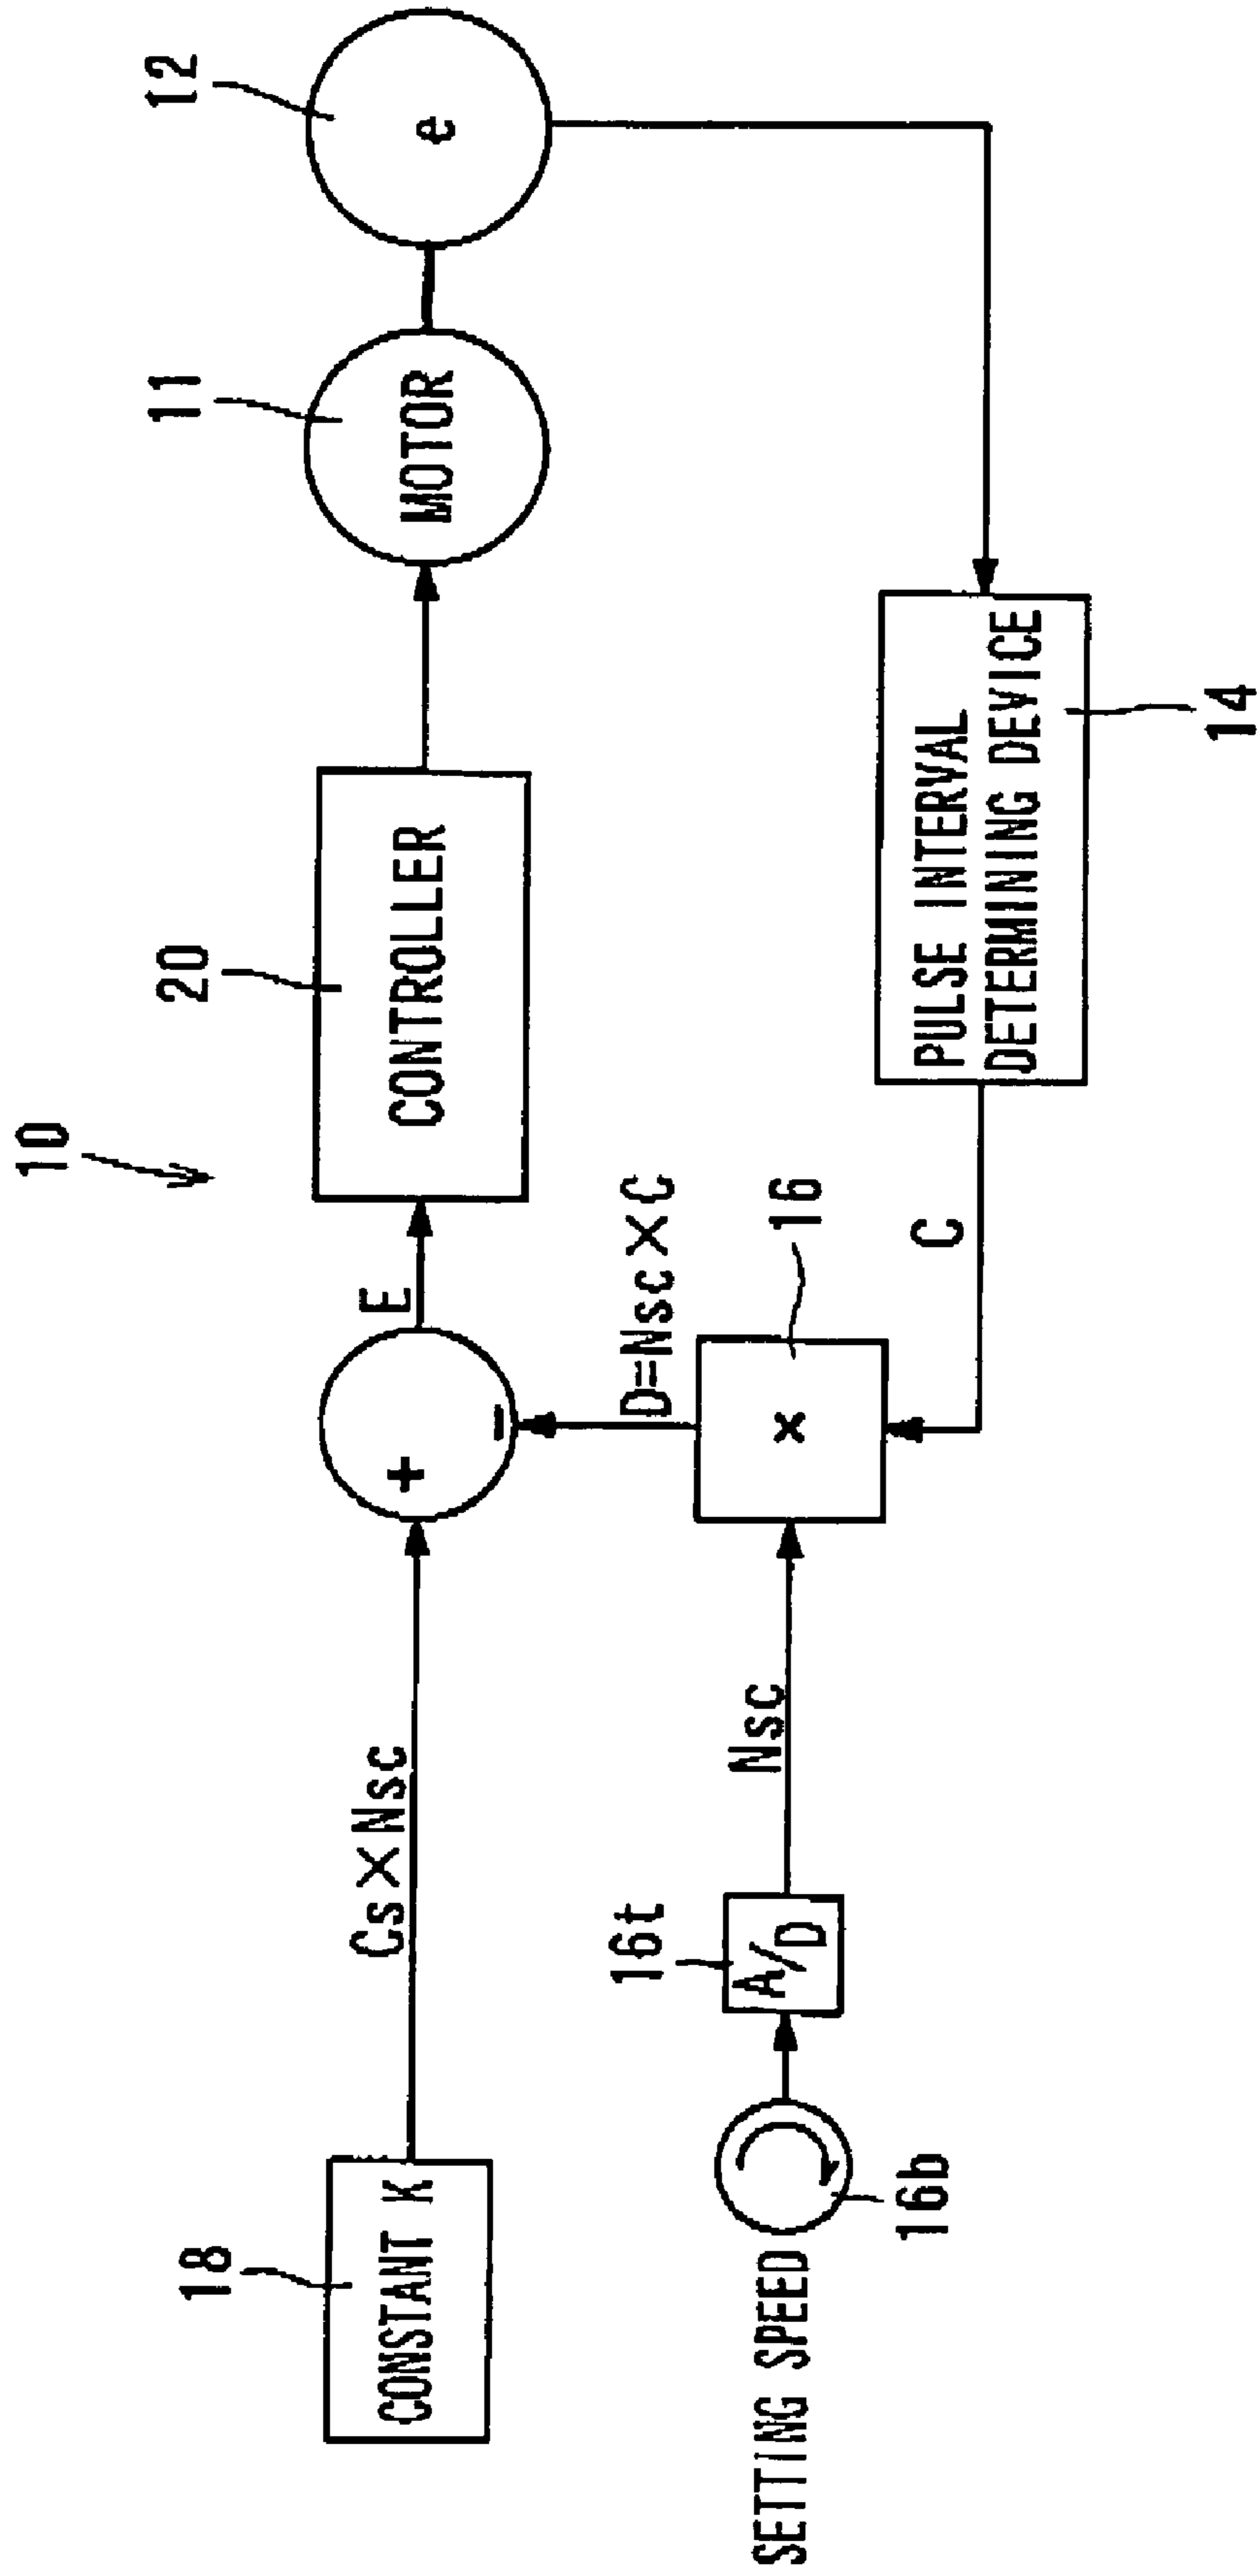 10
18
CONSTANT K
Cs×Nsc
+
−
E
20
CONTROLLER
11
MOTOR
12
e
D=Nsc×C
SETTING SPEED
16b
16t
A/D
Nsc
16
×
C
PULSE INTERVAL
DETERMINING DEVICE
14